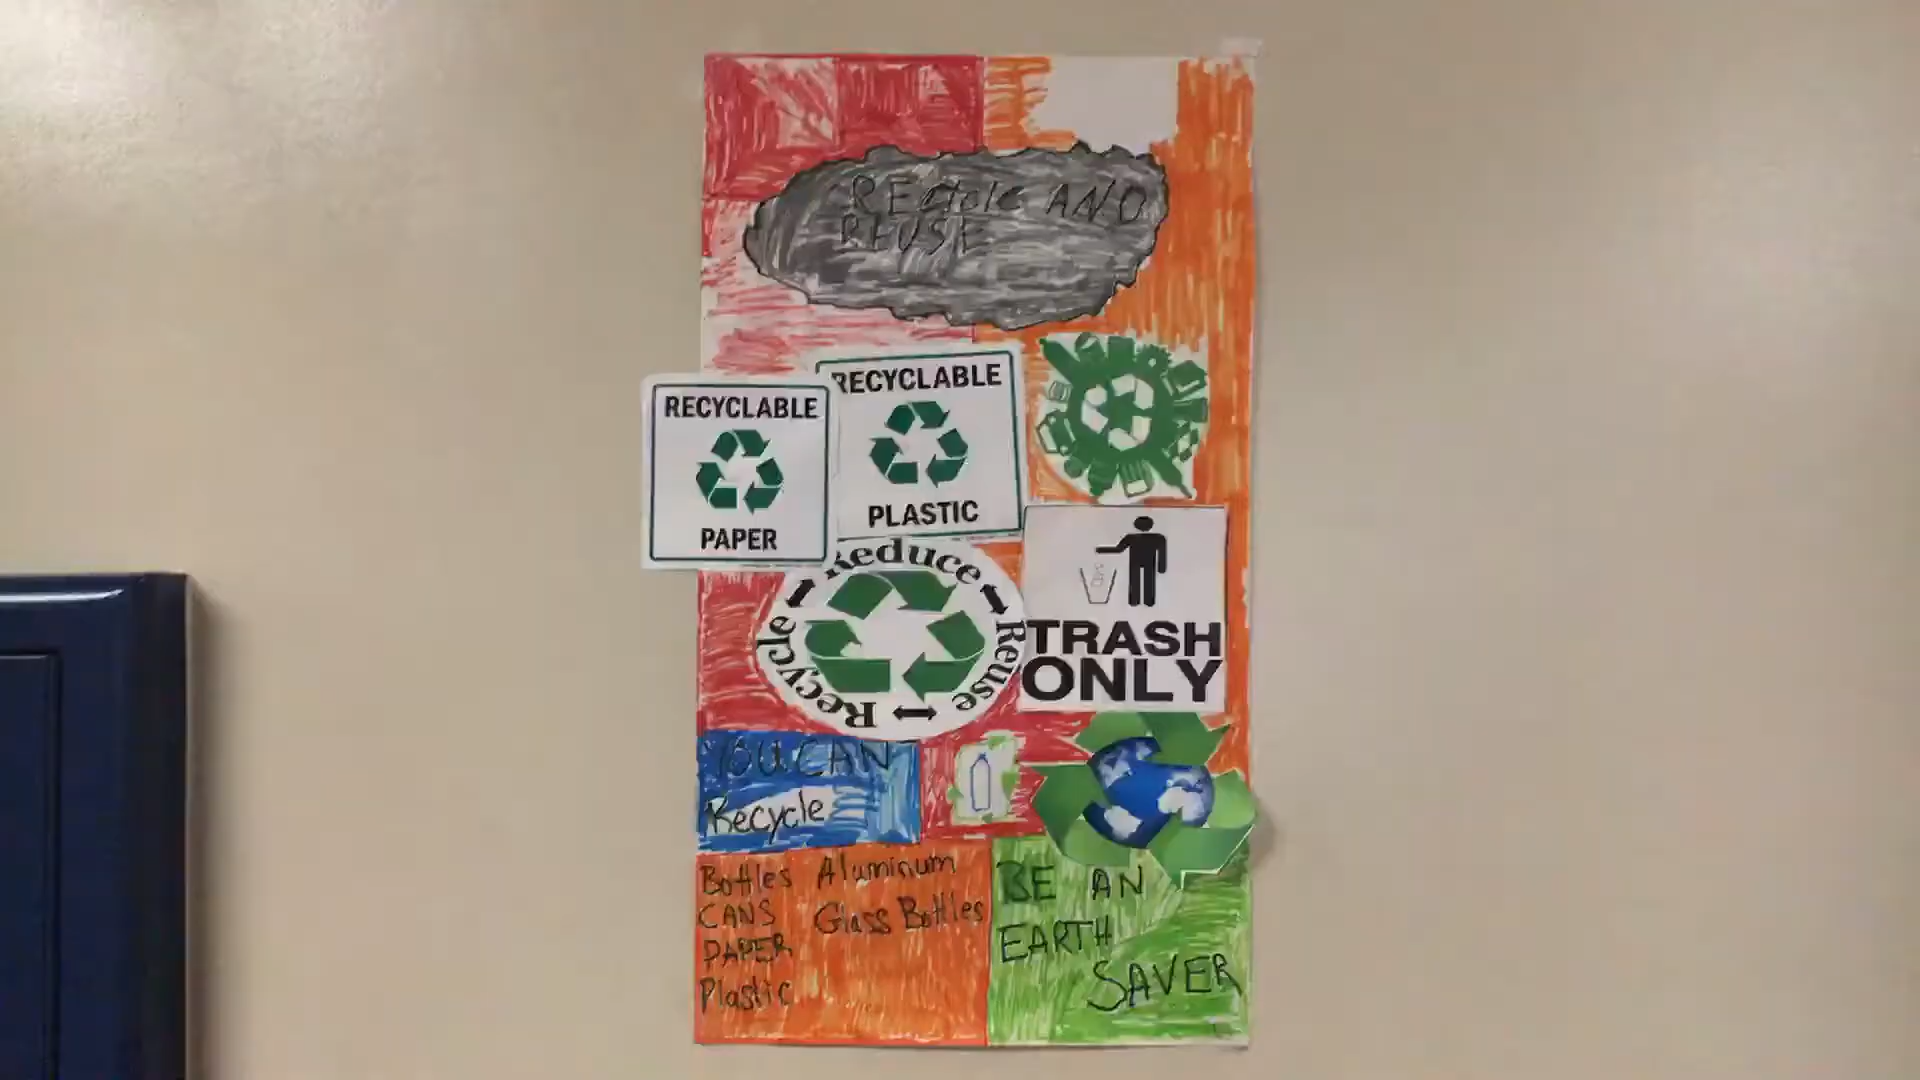 REcicle AND
REUSE
RECYCLABLE
PLASTIC
RECYCLABLE
PAPER
Reduce
Reuse
Recycle
TRASH
ONLY
YOU CAN
Recycle
Bottles
CANS
PAPER
Plastic
Aluminum
Glass Bottles
BE AN
EARTH
SAVER